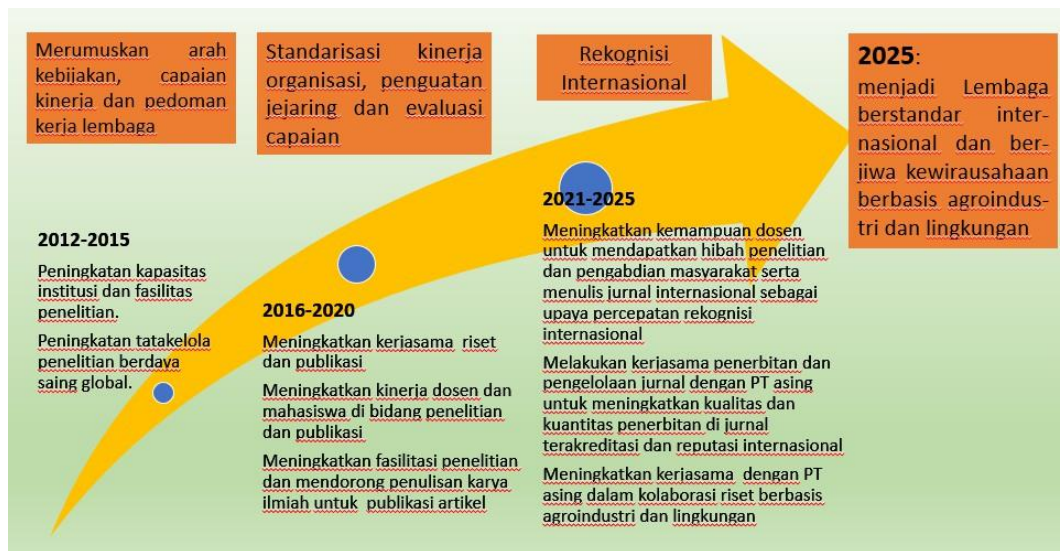 Merumuskan arah
kebijakan, capaian
kinerja dan pedoman
kerja lembaga
Standarisasi kinerja
organisasi, penguatan
jejaring dan evaluasi
capaian
Rekognisi
Internasional
2025:
menjadi Lembaga
berstandar inter-
nasional dan ber-
jiwa kewirausahaan
berbasis agroindus-
tri dan lingkungan
2012-2015
Peningkatan kapasitas
institusi dan fasilitas
penelitian.
Peningkatan tatakelola
penelitian berdaya
saing global.
2016-2020
Meningkatkan kerjasama riset
dan publikasi
Meningkatkan kinerja dosen dan
mahasiswa di bidang penelitian
dan publikasi
Meningkatkan fasilitasi penelitian
dan mendorong penulisan karya
ilmiah untuk publikasi artikel
2021-2025
Meningkatkan kemampuan dosen
untuk mendapatkan hibah penelitian
dan pengabdian masyarakat serta
menulis jurnal internasional sebagai
upaya percepatan rekognisi
internasional
Melakukan kerjasama penerbitan dan
pengelolaan jurnal dengan PT asing
untuk meningkatkan kualitas dan
kuantitas penerbitan di jurnal
terakreditasi dan reputasi internasional
Meningkatkan kerjasama dengan PT
asing dalam kolaborasi riset berbasis
agroindustri dan lingkungan